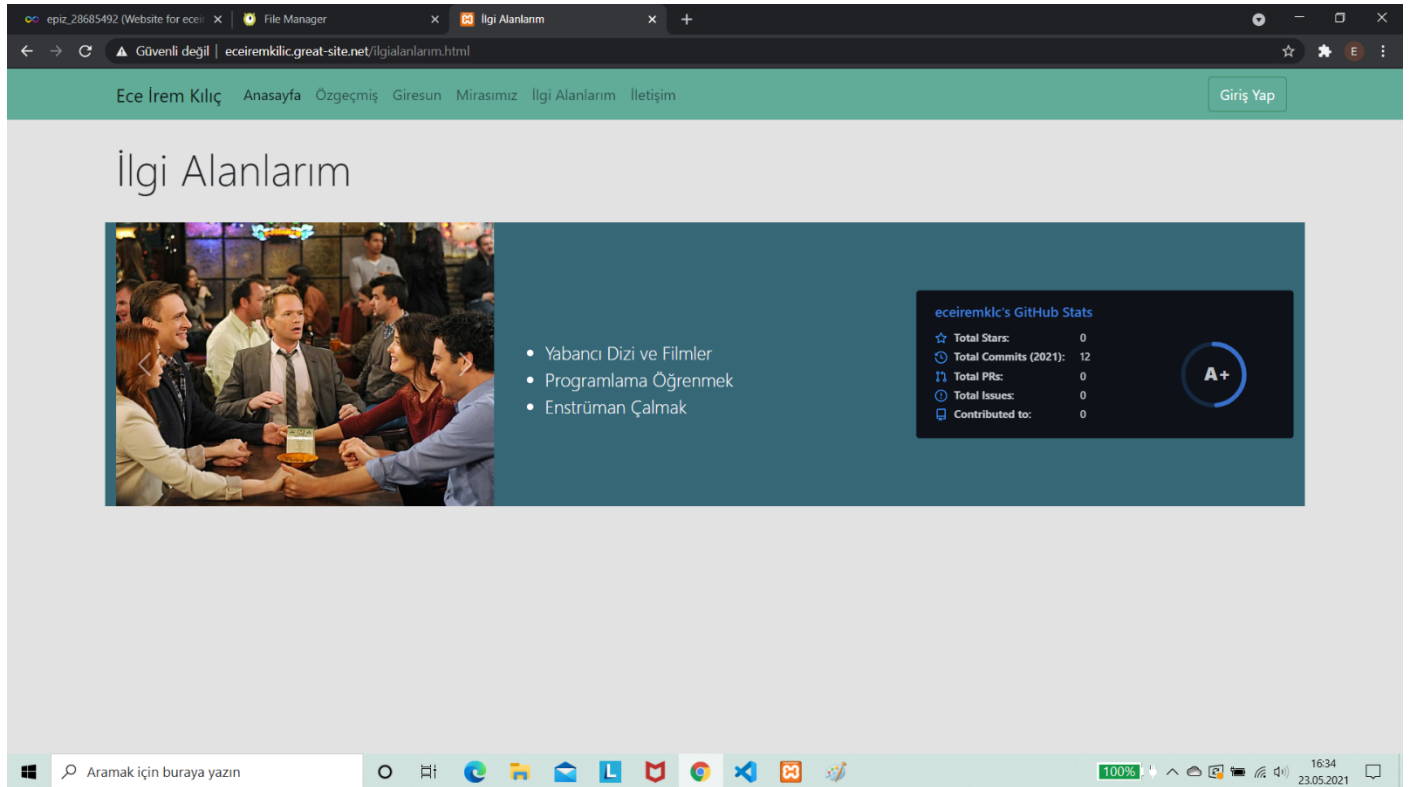 epiz_28685492 (Website for ecei
File Manager
İlgi Alanlarım
Güvenli değil | eceiremkilic.great-site.net/ilgialanlarım.html
E
Ece İrem Kılıç Anasayfa Özgeçmiş Giresun Mirasımız İlgi Alanlarım İletişim
Giriş Yap
İlgi Alanlarım
Yabancı Dizi ve Filmler
Programlama Öğrenmek
Enstrüman Çalmak
eceiremklc's GitHub Stats
Total Stars: 0
Total Commits (2021): 12
Total PRs: 0
Total Issues: 0
Contributed to: 0
A+
Aramak için buraya yazın
L
100%
16:34
23.05.2021